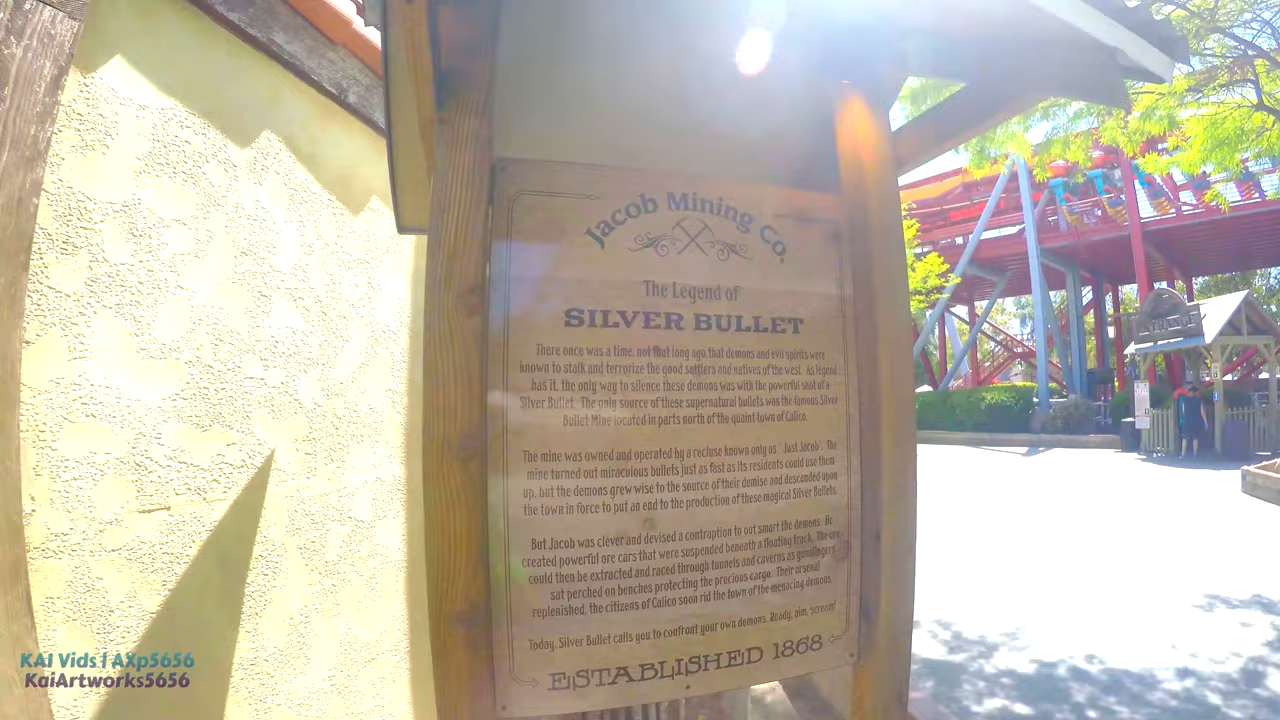 Jacob Mining Co.
The Legend of
SILVER BULLET
There once was a time, not that long ago, that demons and evil spirits were
known to stalk and terrorize the good settlers and natives of the west. As legend
has it, the only way to silence these demons was with the powerful shot of a
Silver Bullet. The only source of these supernatural bullets was the famous Silver
Bullet Mine located in parts north of the quaint town of Calico.
The mine was owned and operated by a recluse known only as "Just Jacob". The
mine turned out miraculous bullets just as fast as its residents could use them
up, but the demons grew wise to the source of their demise and descended upon
the town in force to put an end to the production of these magical Silver Bullets.
But Jacob was clever and devised a contraption to out smart the demons. He
created powerful ore cars that were suspended beneath a floating track. The ore
could then be extracted and raced through tunnels and caverns as gunslingers
sat perched on benches protecting the precious cargo. Their arsenal
replenished, the citizens of Calico soon rid the town of the menacing demons.
Today, Silver Bullet calls you to confront your own demons. Ready, aim, scream!
ESTABLISHED 1868
ENTRANCE
KAI Vids | AXp5656
KaiArtworks5656